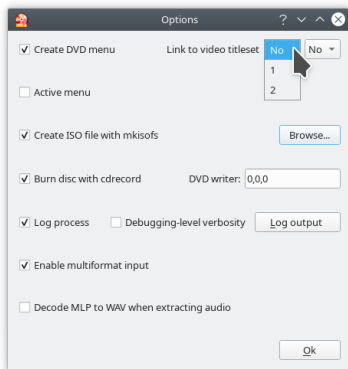 Options
Create DVD menu Link to video titleset No No
1
Active menu 2
Create ISO file with mkisofs Browse...
Burn disc with cdrecord DVD writer: 0,0,0
Log process Debugging-level verbosity Log output
Enable multiformat input
Decode MLP to WAV when extracting audio
Ok